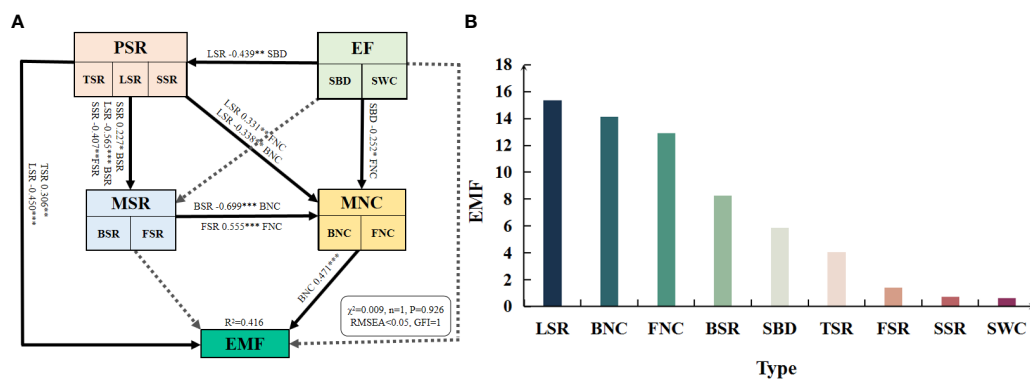 A
PSR
TSR LSR SSR
LSR -0.439** SBD
EF
SBD SWC
SSR 0.227* BSR
LSR -0.565*** BSR
SSR -0.407**FSR
LSR 0.331** FNC
LSR -0.338** BNC
SBD -0.252* FNC
TSR 0.306**
LSR -0.450***
MSR
BSR FSR
BSR -0.699*** BNC
FSR 0.555*** FNC
MNC
BNC FNC
BNC 0.471***
χ²=0.009, n=1, P=0.926
RMSEA<0.05, GFI=1
R²=0.416
EMF
B
EMF
18
16
14
12
10
8
6
4
2
0
LSR BNC FNC BSR SBD TSR FSR SSR SWC
Type